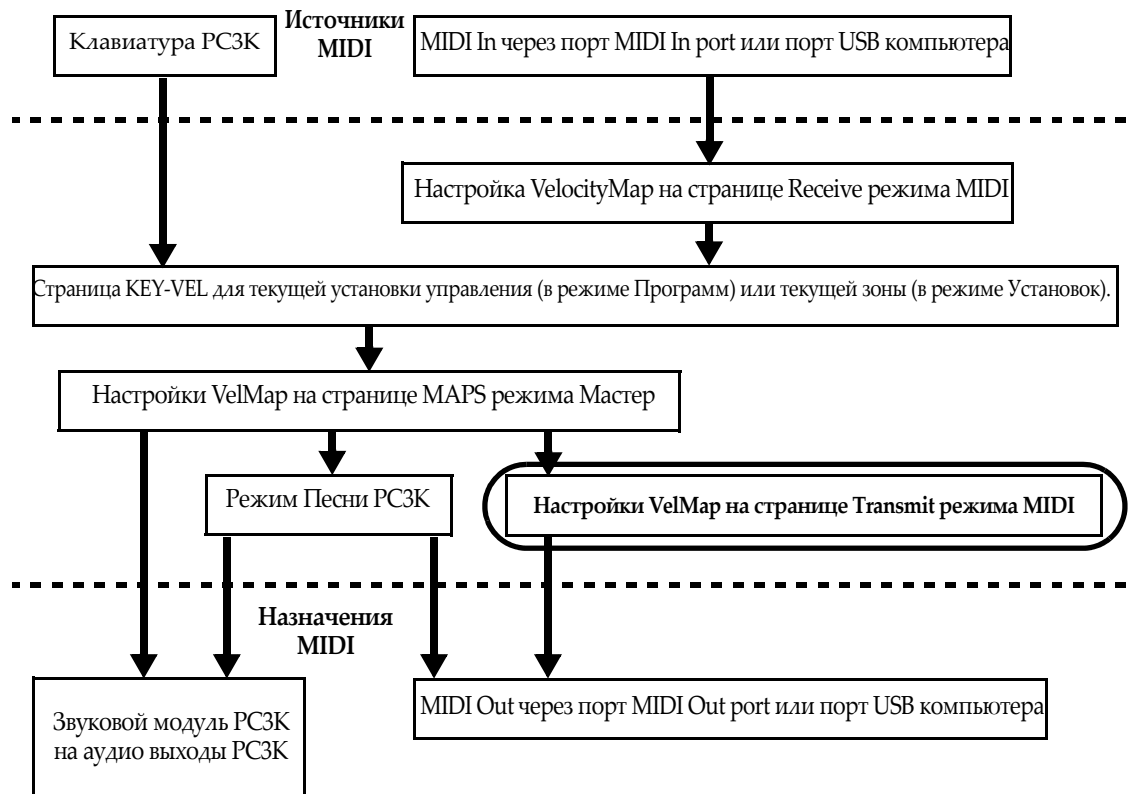 Клавиатура PC3K
Источники
MIDI
MIDI In через порт MIDI In port или порт USB компьютера
Настройка VelocityMap на странице Receive режима MIDI
Страница KEY-VEL для текущей установки управления (в режиме Программ) или текущей зоны (в режиме Установок).
Настройки VelMap на странице MAPS режима Мастер
Режим Песни PC3K
Настройки VelMap на странице Transmit режима MIDI
Назначения
MIDI
Звуковой модуль PC3K
на аудио выходы PC3K
MIDI Out через порт MIDI Out port или порт USB компьютера